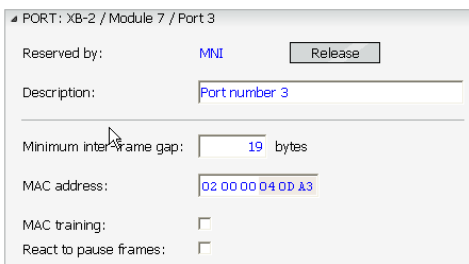 PORT: XB-2 / Module 7 / Port 3
Reserved by: MNI Release
Description: Port number 3
Minimum inter-frame gap: 19 bytes
MAC address: 02 00 00 04 0D A3
MAC training:
React to pause frames: